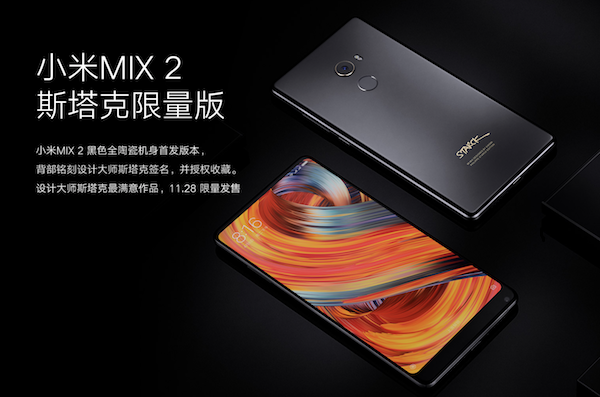 小米MIX 2
斯塔克限量版
小米MIX 2 黑色全陶瓷机身首发版本，
背部铭刻设计大师斯塔克签名，并授权收藏。
设计大师斯塔克最满意作品，11.28 限量发售
STARCK
8:16